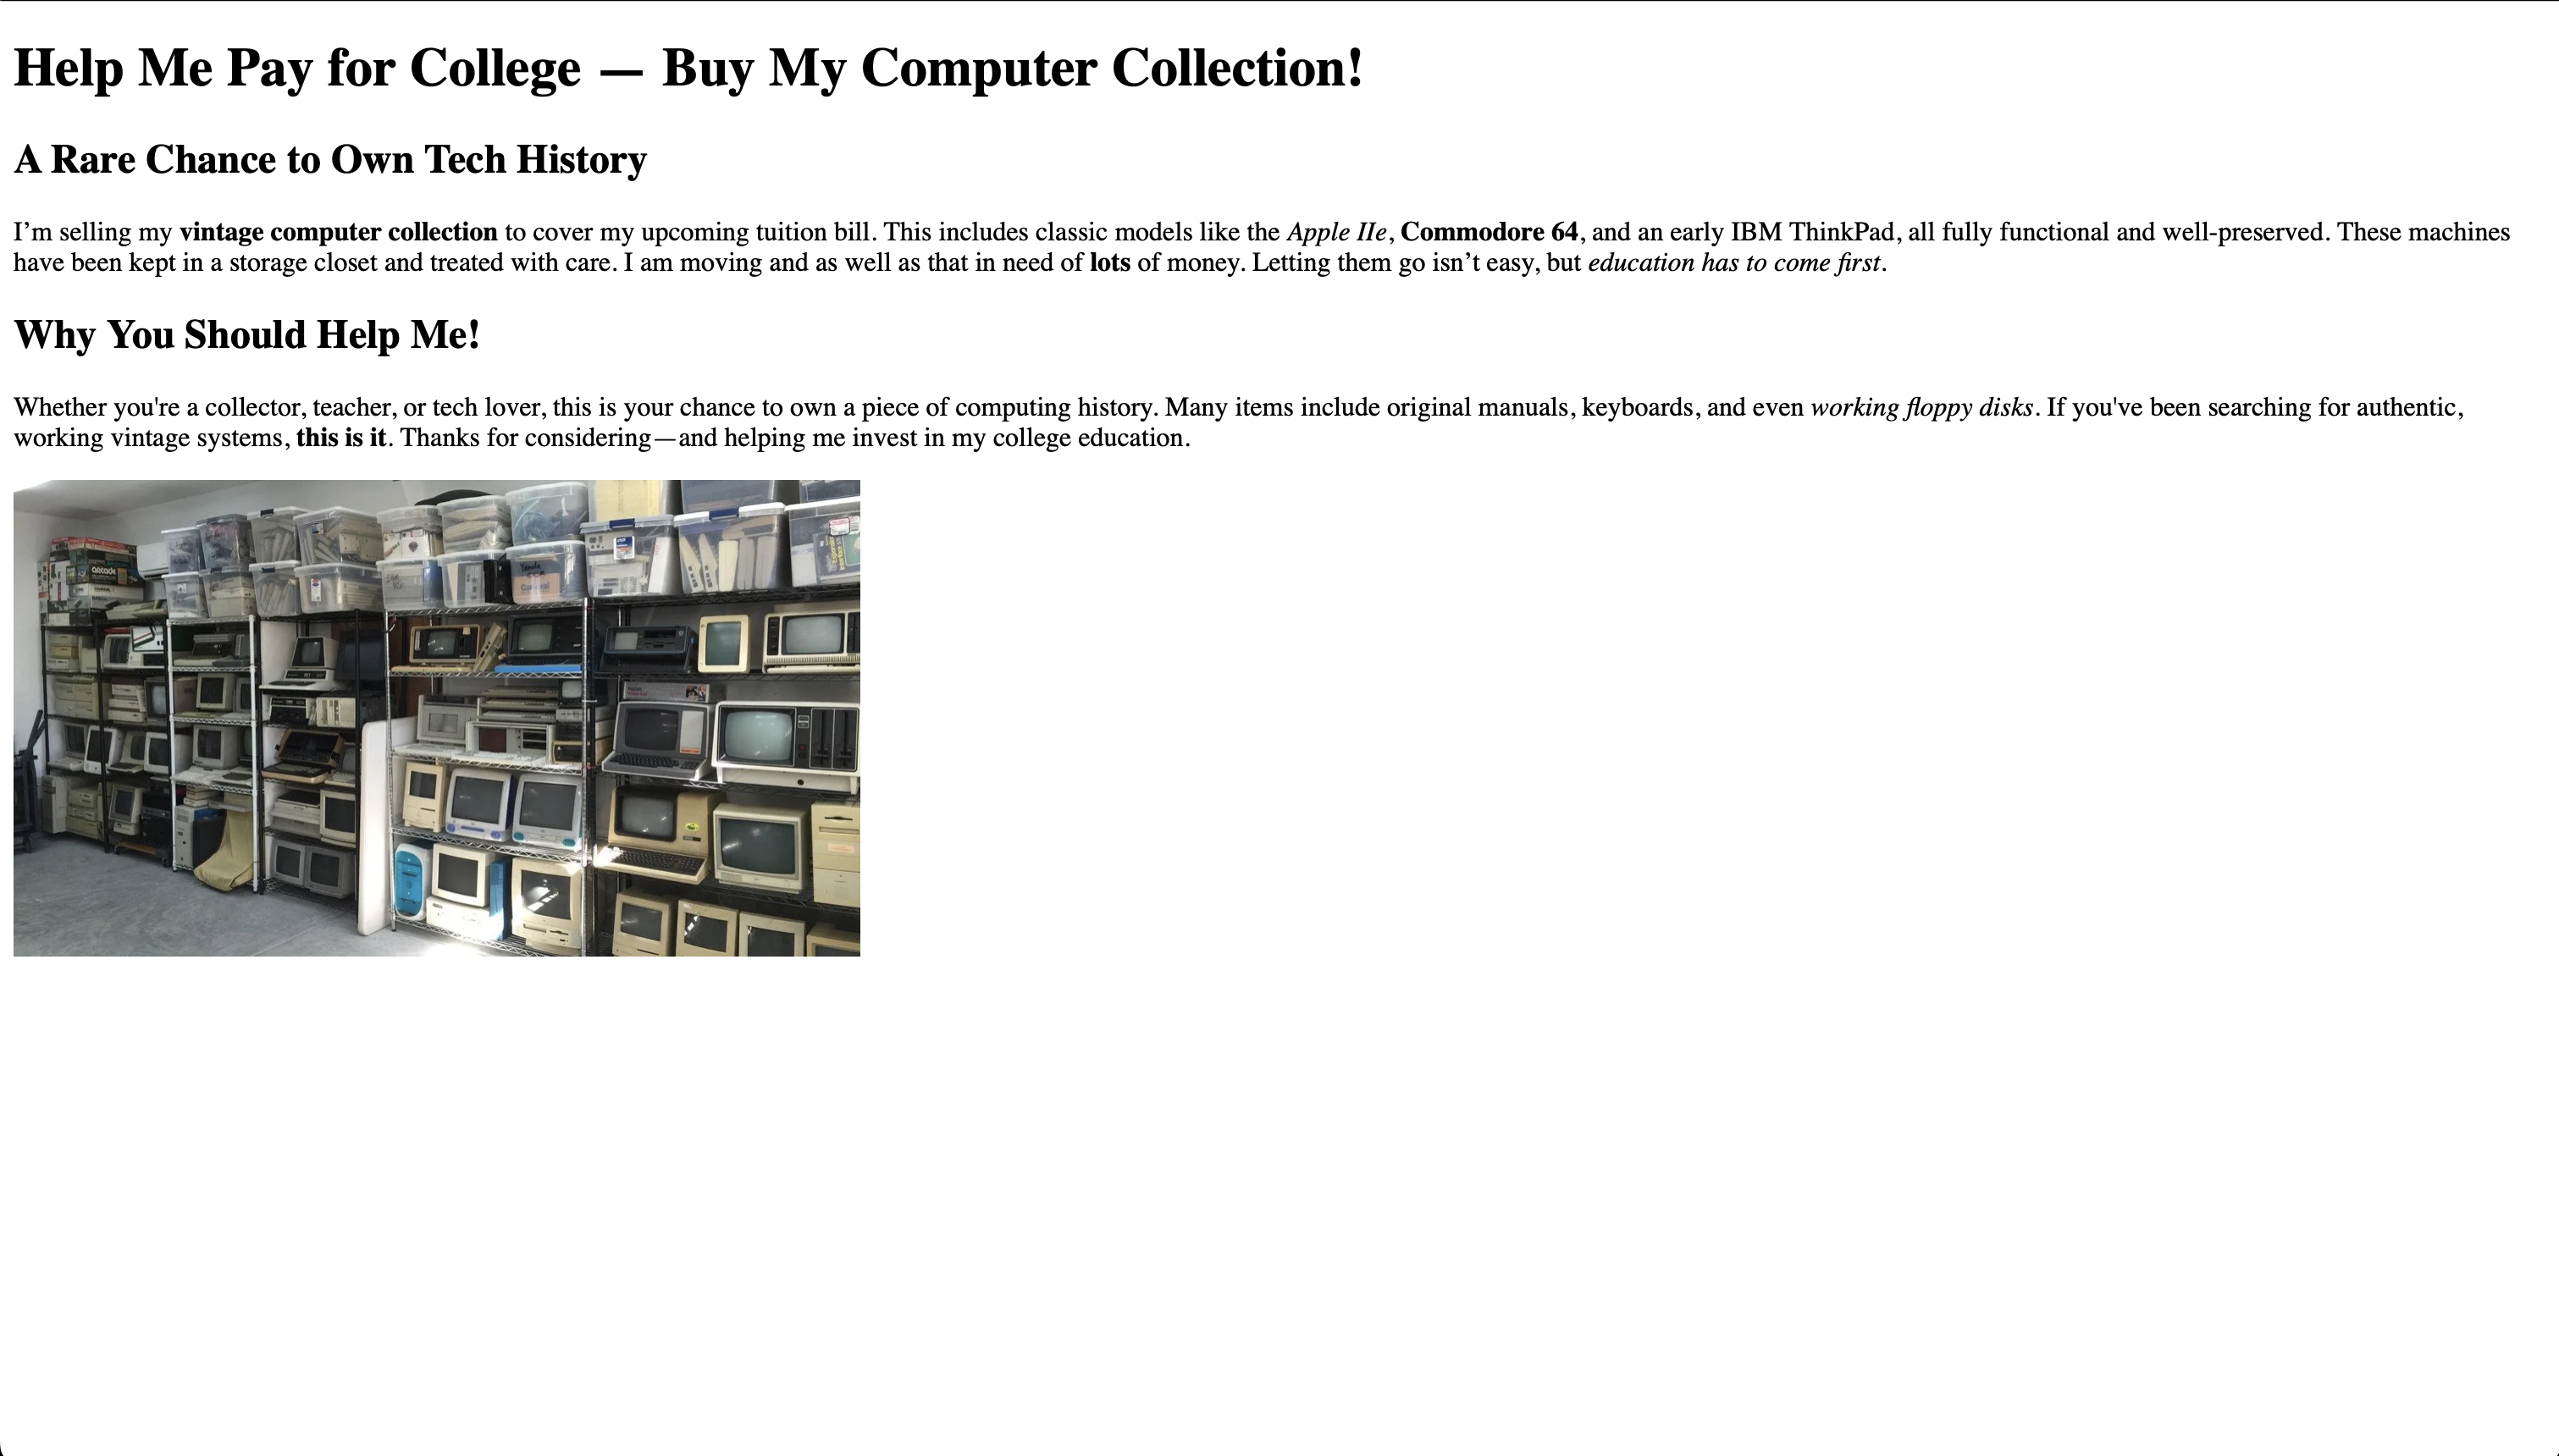 Help Me Pay for College — Buy My Computer Collection!
A Rare Chance to Own Tech History
I’m selling my vintage computer collection to cover my upcoming tuition bill. This includes classic models like the Apple IIe, Commodore 64, and an early IBM ThinkPad, all fully functional and well-preserved. These machines
have been kept in a storage closet and treated with care. I am moving and as well as that in need of lots of money. Letting them go isn’t easy, but education has to come first.
Why You Should Help Me!
Whether you're a collector, teacher, or tech lover, this is your chance to own a piece of computing history. Many items include original manuals, keyboards, and even working floppy disks. If you've been searching for authentic,
working vintage systems, this is it. Thanks for considering—and helping me invest in my college education.
arcade